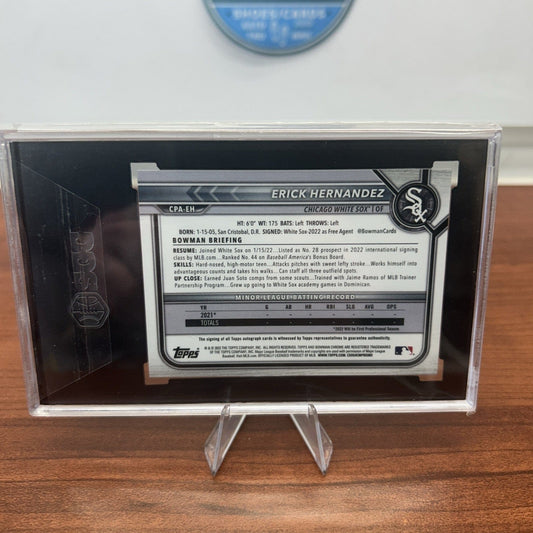 SHOES/CARDS
SGC
CPA-EH
ERICK HERNANDEZ
CHICAGO WHITE SOX | OF
SOX
HT: 6'0" WT: 175 BATS: Left THROWS: Left
BORN: 1-15-05, San Cristobal, D.R. SIGNED: White Sox-2022 as Free Agent @BowmanCards
BOWMAN BRIEFING
RESUME: Joined White Sox on 1/15/22 ...Listed as No. 28 prospect in 2022 international signing
class by MLB.com ...Ranked No. 44 on Baseball America's Bonus Board.
SKILLS: Hard-nosed, high-motor teen. ...Attacks pitches with sweet lefty stroke. ...Works himself into
advantageous counts and takes his walks. ...Can staff all three outfield spots.
UP CLOSE: Earned Juan Soto comps from some scouts. ...Trained with Jaime Ramos of MLB Trainer
Partnership Program. ...Grew up going to White Sox academy games in Dominican.
MINOR LEAGUE BATTING RECORD
YR G AB R HR RBI SLG AVG OPS
2021*
TOTALS
*2022 Will be First Professional Season.
Topps
The signing of all Topps autograph cards is witnessed by Topps representatives to guarantee authenticity.